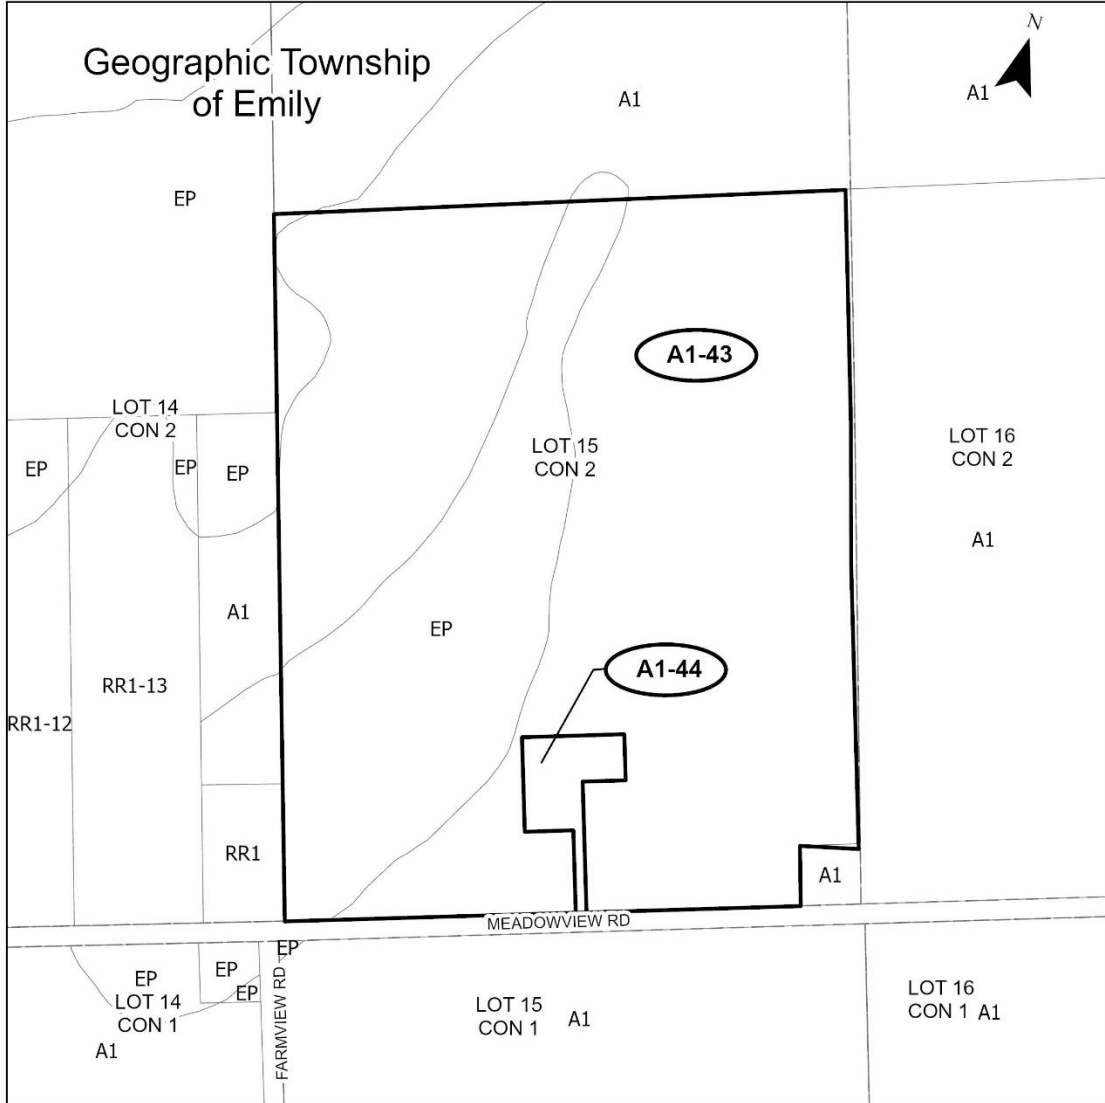 Geographic Township
of Emily
N
A1
A1
EP
A1-43
LOT 14
CON 2
EP
EP
EP
LOT 15
CON 2
LOT 16
CON 2
A1
A1
EP
A1-44
RR1-13
RR1-12
RR1
A1
MEADOWVIEW RD
EP
EP
EP
EP
LOT 14
CON 1
A1
FARMVIEW RD
LOT 15
CON 1
A1
LOT 16
CON 1
A1